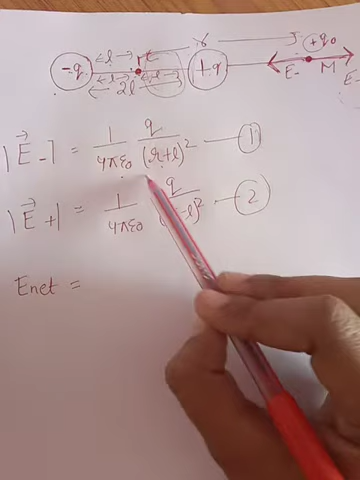 l r
-q +q +q₀
l l
2l E₋ M E₊
|E⃗₋| = 1/4πε₀ q/(r+l)² — ①
|E⃗₊| = 1/4πε₀ q/(r-l)² — ②
Enet =